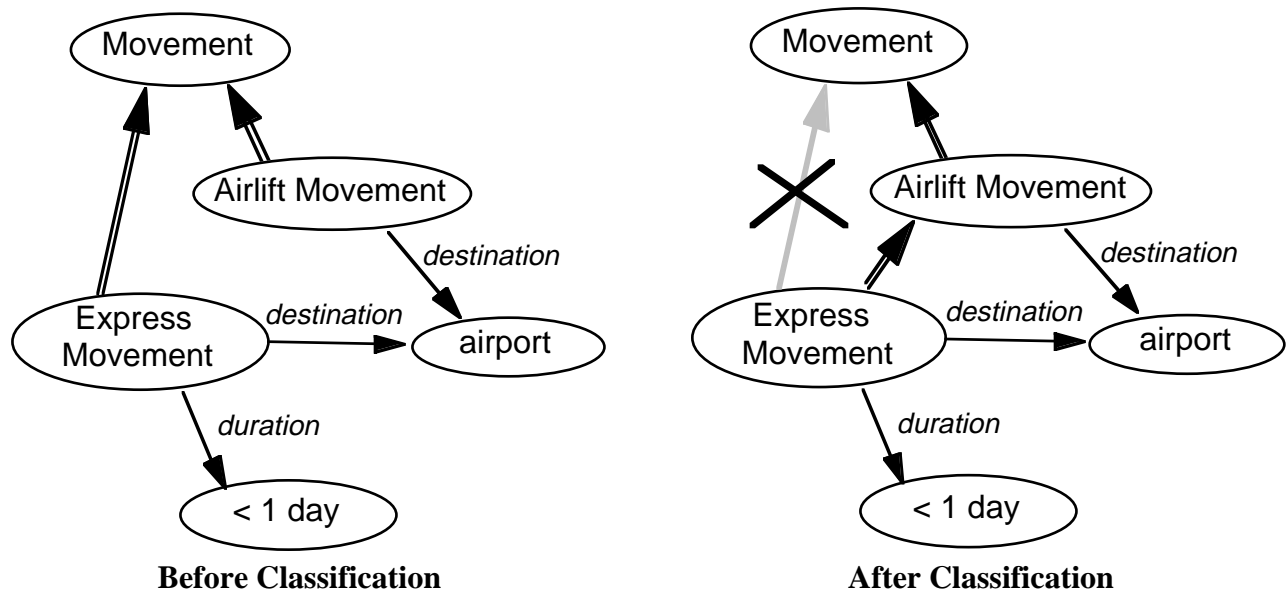 Movement
Airlift Movement
destination
Express
Movement
destination
airport
duration
< 1 day
Before Classification
Movement
Airlift Movement
destination
Express
Movement
destination
airport
duration
< 1 day
After Classification